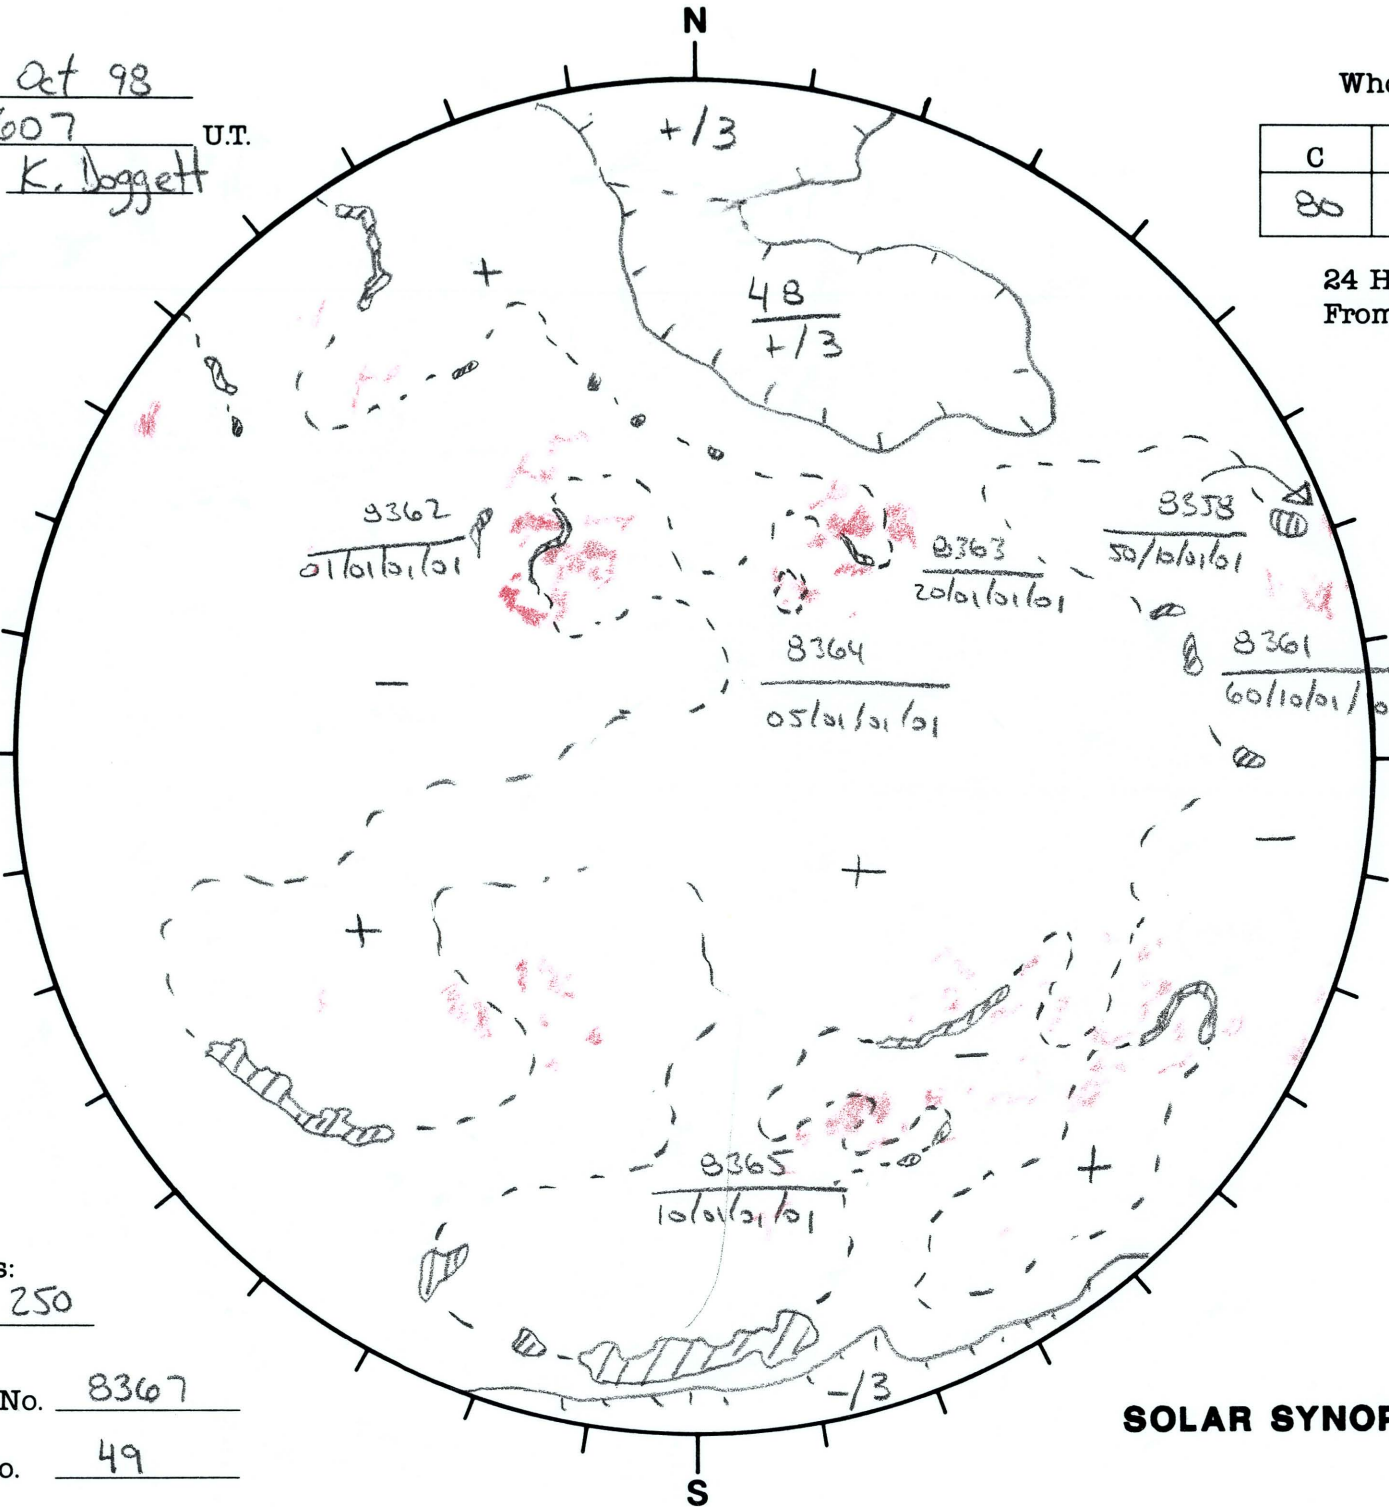 N
Oct 98
607 U.T.
K. Doggett
Who
C
80
24 H
From
+/3
+
48
+/3
8362
01/01/01/01
8358
50/10/01/01
8363
20/01/01/01
8364
05/01/01/01
8361
60/10/01/0
−
+
−
+
−
+
8365
10/01/01/01
−
s:
250
No. 8367
o. 49
-/3
SOLAR SYNOP
S